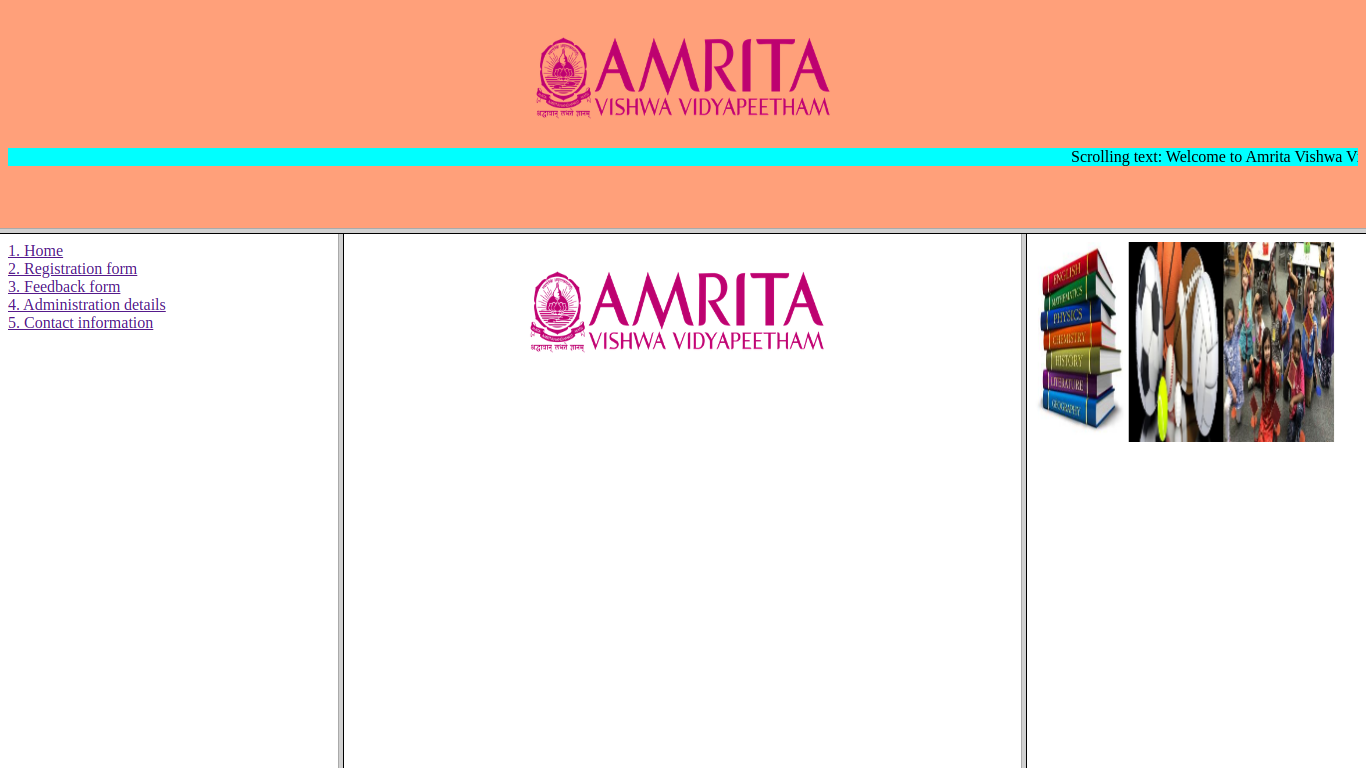 AMRITA
VISHWA VIDYAPEETHAM
श्रद्धावान् लभते ज्ञानम्
Scrolling text: Welcome to Amrita Vishwa V
1. Home
2. Registration form
3. Feedback form
4. Administration details
5. Contact information
AMRITA
VISHWA VIDYAPEETHAM
श्रद्धावान् लभते ज्ञानम्
ENGLISH
MATHEMATICS
PHYSICS
CHEMISTRY
HISTORY
LITERATURE
GEOGRAPHY